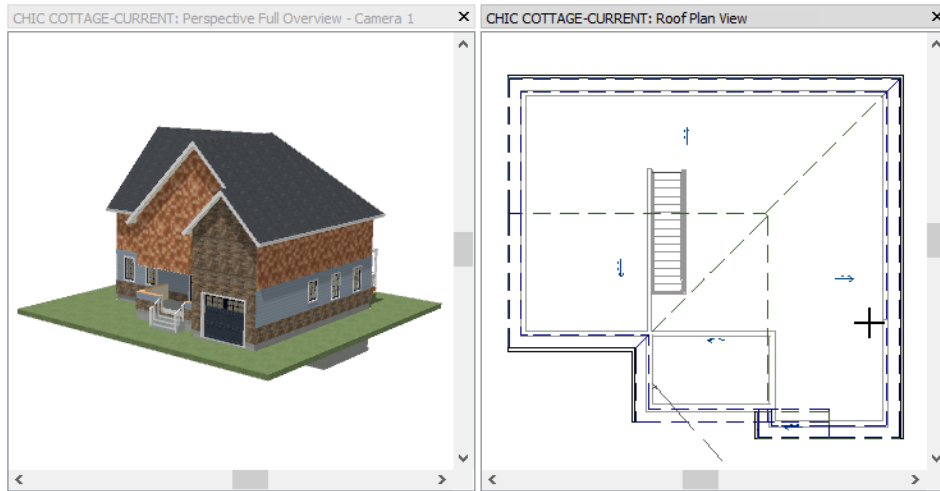 CHIC COTTAGE-CURRENT: Perspective Full Overview - Camera 1
CHIC COTTAGE-CURRENT: Roof Plan View